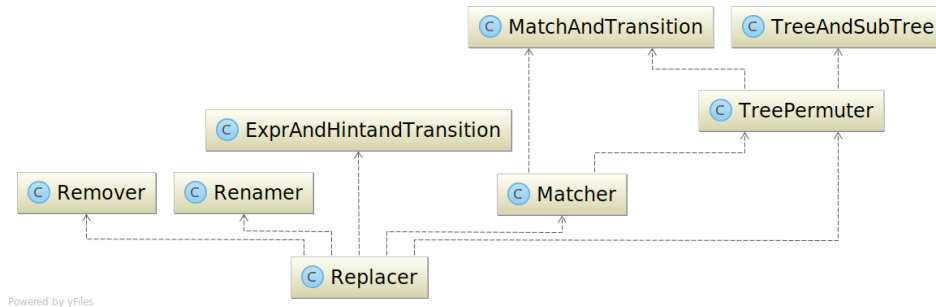 C MatchAndTransition
C TreeAndSubTree
C TreePermuter
C ExprAndHintandTransition
C Remover
C Renamer
C Matcher
C Replacer
Powered by yFiles